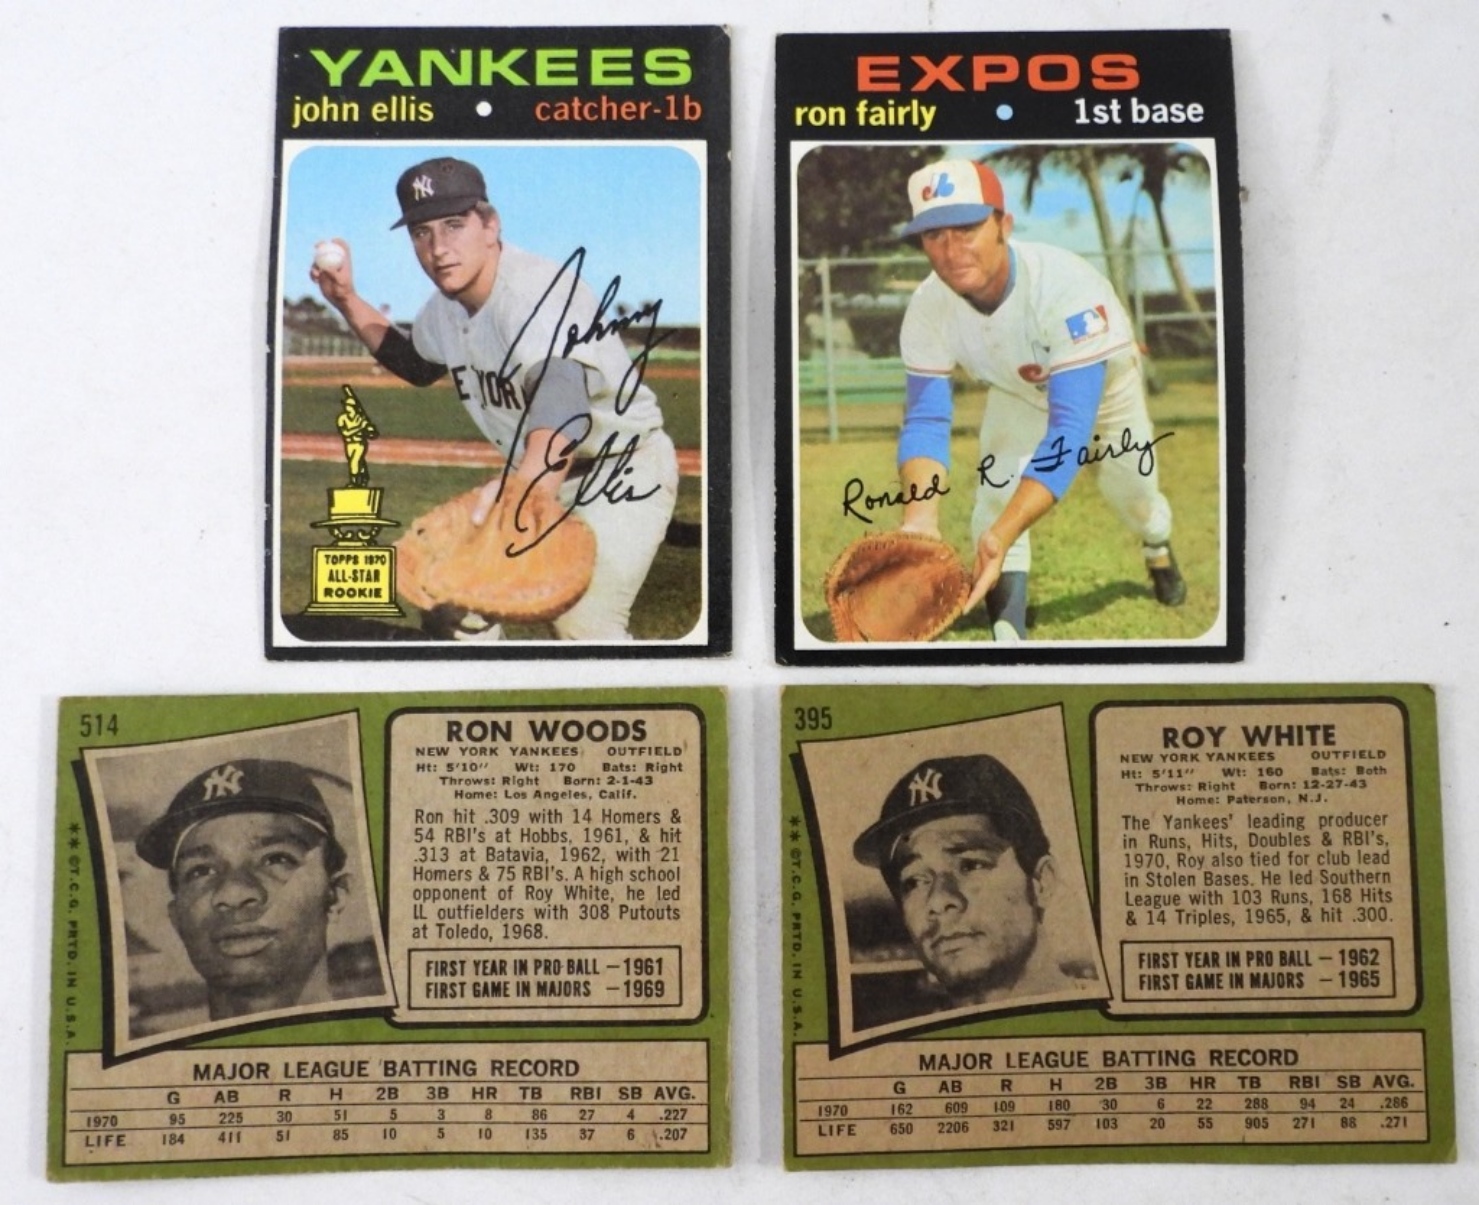 YANKEES
john ellis • catcher-1b
NY
E YORK
Johnny
Ellis
TOPPS 1970
ALL-STAR
ROOKIE
EXPOS
ron fairly • 1st base
Ronald R. Fairly
514
RON WOODS
NEW YORK YANKEES OUTFIELD
Ht: 5'10" Wt: 170 Bats: Right
Throws: Right Born: 2-1-43
Home: Los Angeles, Calif.
Ron hit .309 with 14 Homers &
54 RBI's at Hobbs, 1961, & hit
.313 at Batavia, 1962, with 21
Homers & 75 RBI's. A high school
opponent of Roy White, he led
IL outfielders with 308 Putouts
at Toledo, 1968.
FIRST YEAR IN PRO BALL — 1961
FIRST GAME IN MAJORS — 1969
** ©T.C.G. PRTD. IN U.S.A.
NY
MAJOR LEAGUE BATTING RECORD
G AB R H 2B 3B HR TB RBI SB AVG.
1970 95 225 30 51 5 3 8 86 27 4 .227
LIFE 184 411 51 85 10 5 10 135 37 6 .207
395
ROY WHITE
NEW YORK YANKEES OUTFIELD
Ht: 5'11" Wt: 160 Bats: Both
Throws: Right Born: 12-27-43
Home: Paterson, N.J.
The Yankees' leading producer
in Runs, Hits, Doubles & RBI's,
1970, Roy also tied for club lead
in Stolen Bases. He led Southern
League with 103 Runs, 168 Hits
& 14 Triples, 1965, & hit .300.
FIRST YEAR IN PRO BALL — 1962
FIRST GAME IN MAJORS — 1965
** ©T.C.G. PRTD. IN U.S.A.
NY
MAJOR LEAGUE BATTING RECORD
G AB R H 2B 3B HR TB RBI SB AVG.
1970 162 609 109 180 30 6 22 288 94 24 .286
LIFE 650 2206 321 597 103 20 55 905 271 88 .271